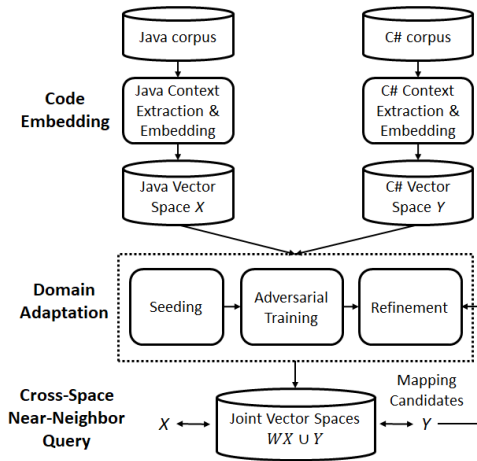 Java corpus
C# corpus
Code
Embedding
Java Context
Extraction &
Embedding
C# Context
Extraction &
Embedding
Java Vector
Space X
C# Vector
Space Y
Domain
Adaptation
Seeding
Adversarial
Training
Refinement
Cross-Space
Near-Neighbor
Query
X
Joint Vector Spaces
WX ∪ Y
Mapping
Candidates
Y